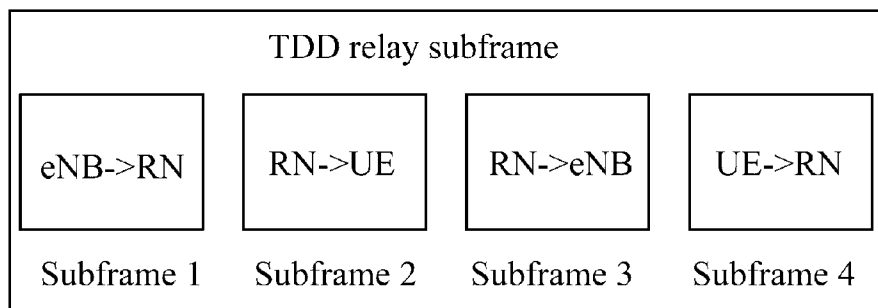 TDD relay subframe
eNB->RN RN->UE RN->eNB UE->RN
Subframe 1 Subframe 2 Subframe 3 Subframe 4